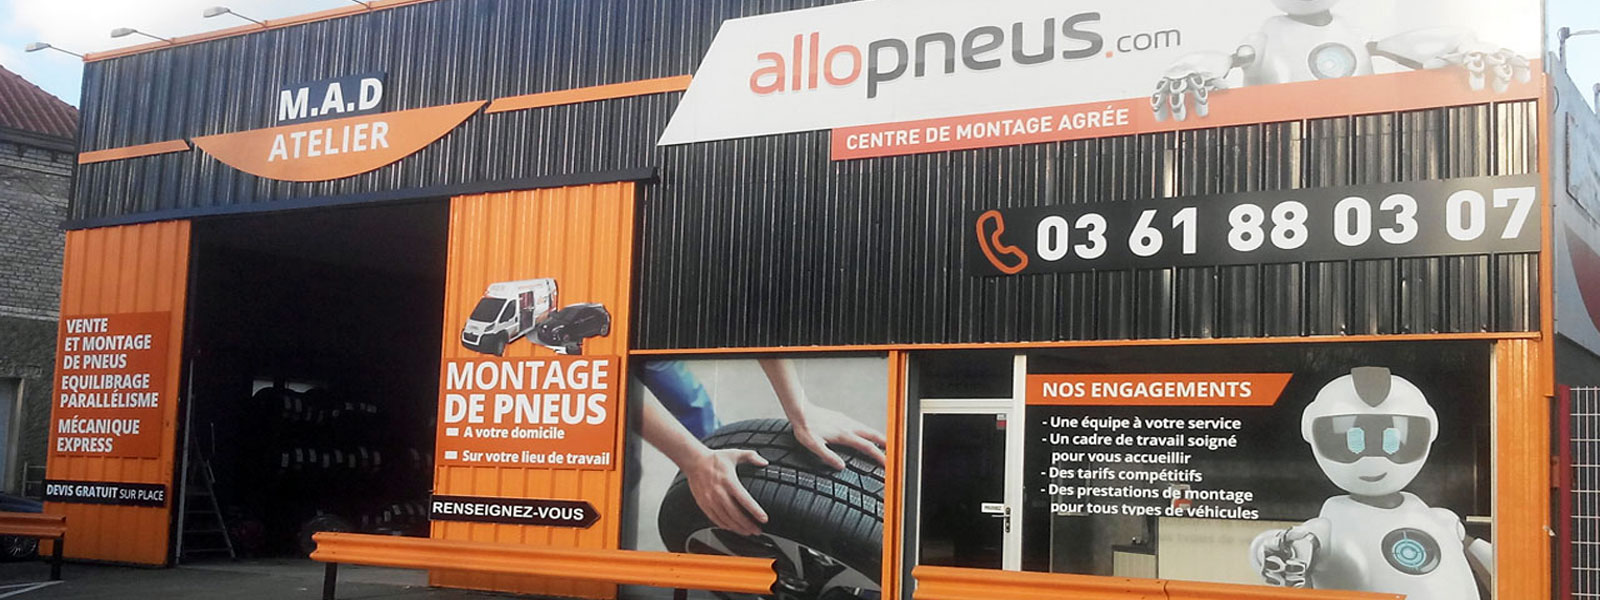 M.A.D
ATELIER
allopneus.com
CENTRE DE MONTAGE AGRÉE
03 61 88 03 07
VENTE
ET MONTAGE
DE PNEUS
EQUILIBRAGE
PARALLÉLISME
MÉCANIQUE
EXPRESS
DEVIS GRATUIT SUR PLACE
MONTAGE
DE PNEUS
A votre domicile
Sur votre lieu de travail
RENSEIGNEZ-VOUS
NOS ENGAGEMENTS
- Une équipe à votre service
- Un cadre de travail soigné
pour vous accueillir
- Des tarifs compétitifs
- Des prestations de montage
pour tous types de véhicules